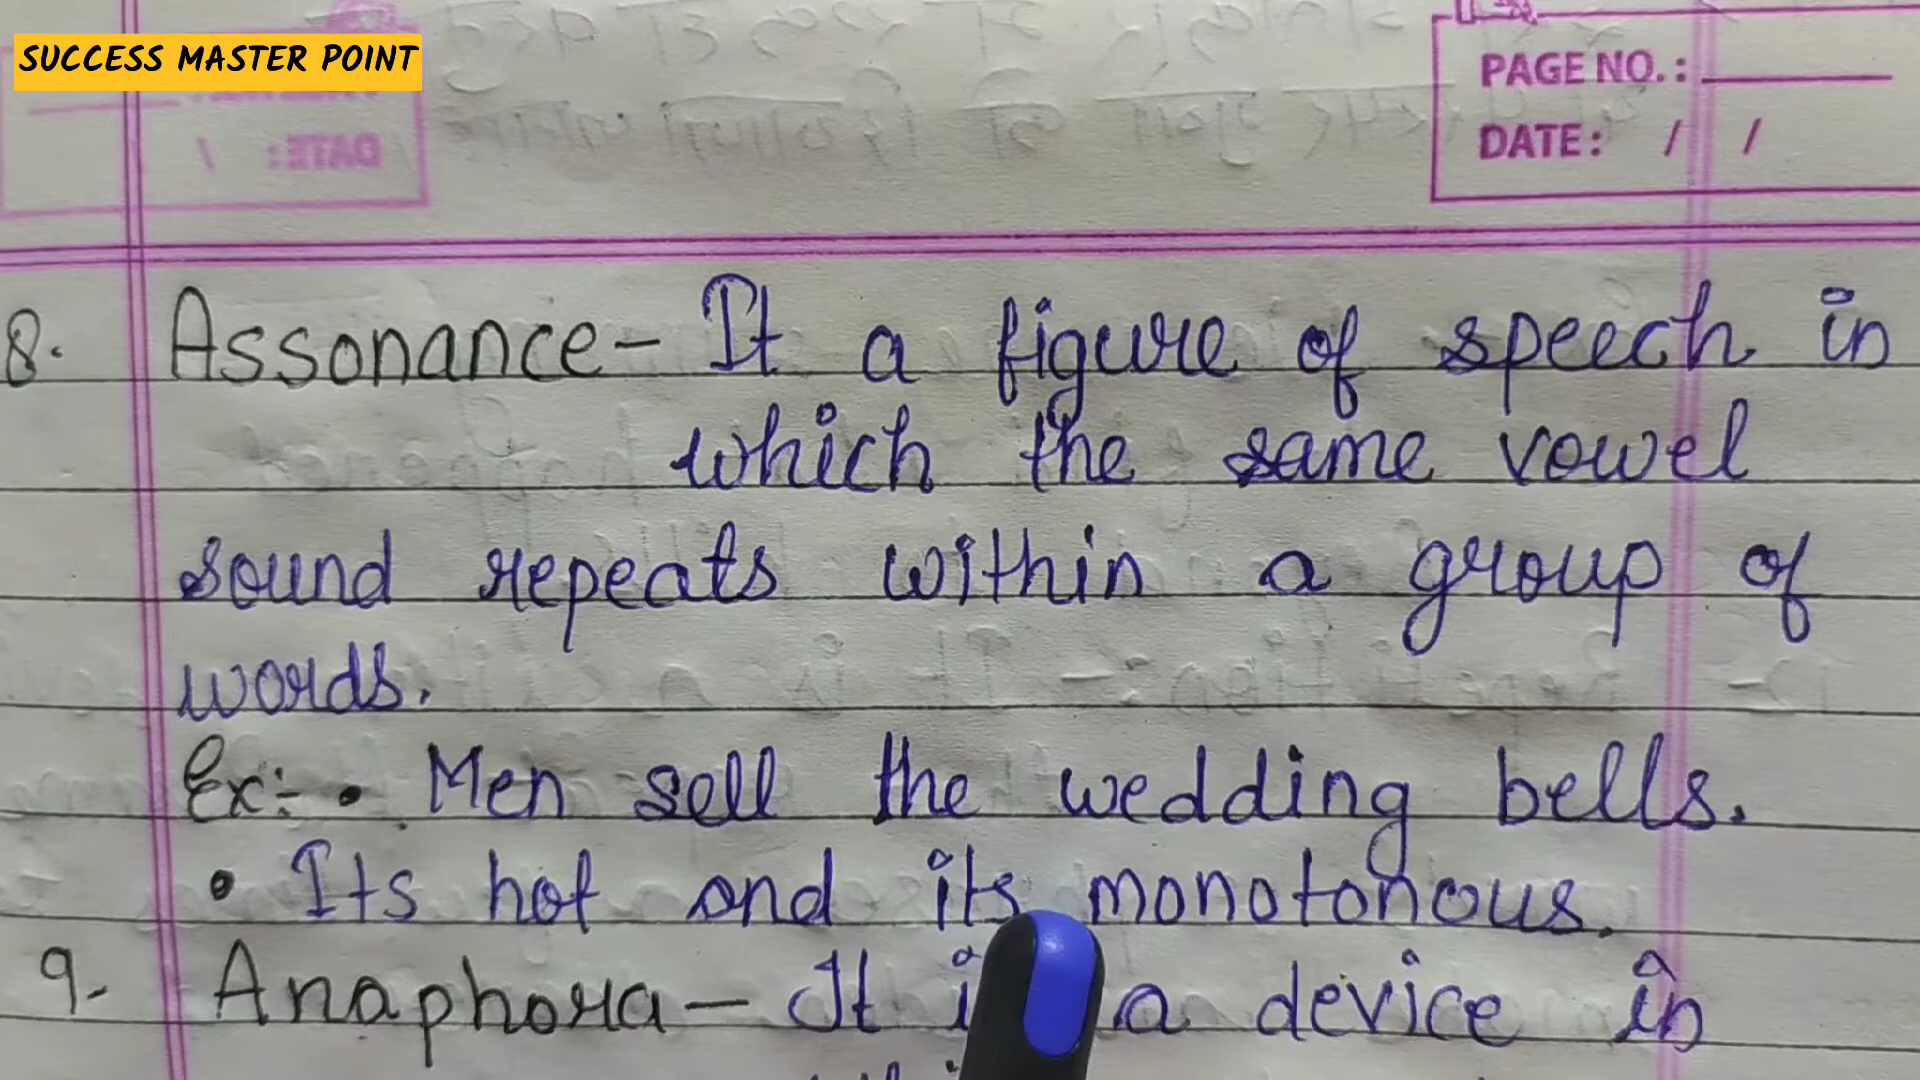 SUCCESS MASTER POINT
PAGE NO. :
DATE : / /
DATE : /
8. Assonance - It a figure of speech in
which the same vowel
sound repeats within a group of
words.
Ex:- • Men sell the wedding bells.
• Its hot and its monotonous.
9. Anaphora - It i a device in